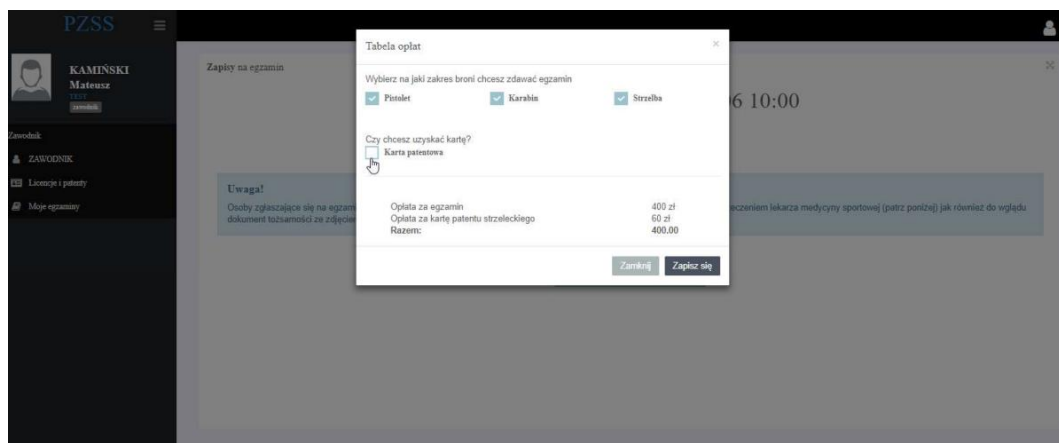 PZSS
KAMIŃSKI
Mateusz
TEST
zawodnik
Zawodnik
ZAWODNIK
Licencje i patenty
Moje egzaminy
Zapisy na egzamin
6 10:00
Uwaga!
Osoby zgłaszające się na egzam
eczeniem lekarza medycyny sportowej (patrz poniżej) jak również do wglądu
dokument tożsamości ze zdjęcie
Tabela opłat
×
Wybierz na jaki zakres broni chcesz zdawać egzamin
Pistolet Karabin Strzelba
Czy chcesz uzyskać kartę?
Karta patentowa
Opłata za egzamin 400 zł
Opłata za kartę patentu strzeleckiego 60 zł
Razem: 400.00
Zamknij Zapisz się